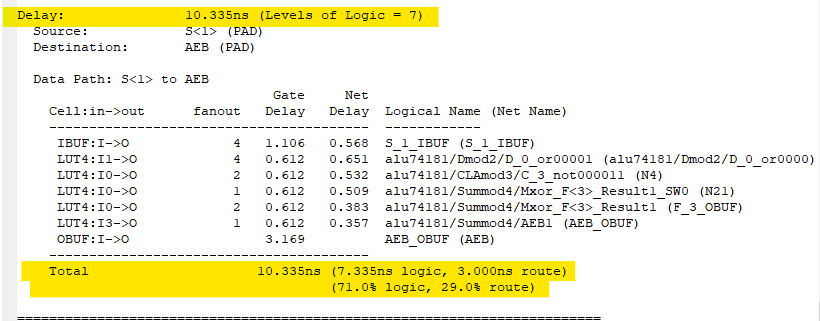 Delay:               10.335ns (Levels of Logic = 7)
  Source:            S<1> (PAD)
  Destination:       AEB (PAD)
  Data Path: S<1> to AEB
                                Gate     Net
    Cell:in->out      fanout   Delay   Delay  Logical Name (Net Name)
    ----------------------------------------  ------------
     IBUF:I->O             4   1.106   0.568  S_1_IBUF (S_1_IBUF)
     LUT4:I1->O            4   0.612   0.651  alu74181/Dmod2/D_0_or00001 (alu74181/Dmod2/D_0_or0000)
     LUT4:I0->O            2   0.612   0.532  alu74181/CLAmod3/C_3_not000011 (N4)
     LUT4:I0->O            1   0.612   0.509  alu74181/Summod4/Mxor_F<3>_Result1_SW0 (N21)
     LUT4:I0->O            2   0.612   0.383  alu74181/Summod4/Mxor_F<3>_Result1 (F_3_OBUF)
     LUT4:I3->O            1   0.612   0.357  alu74181/Summod4/AEB1 (AEB_OBUF)
     OBUF:I->O                 3.169          AEB_OBUF (AEB)
    ----------------------------------------
    Total                     10.335ns (7.335ns logic, 3.000ns route)
                                       (71.0% logic, 29.0% route)
=========================================================================